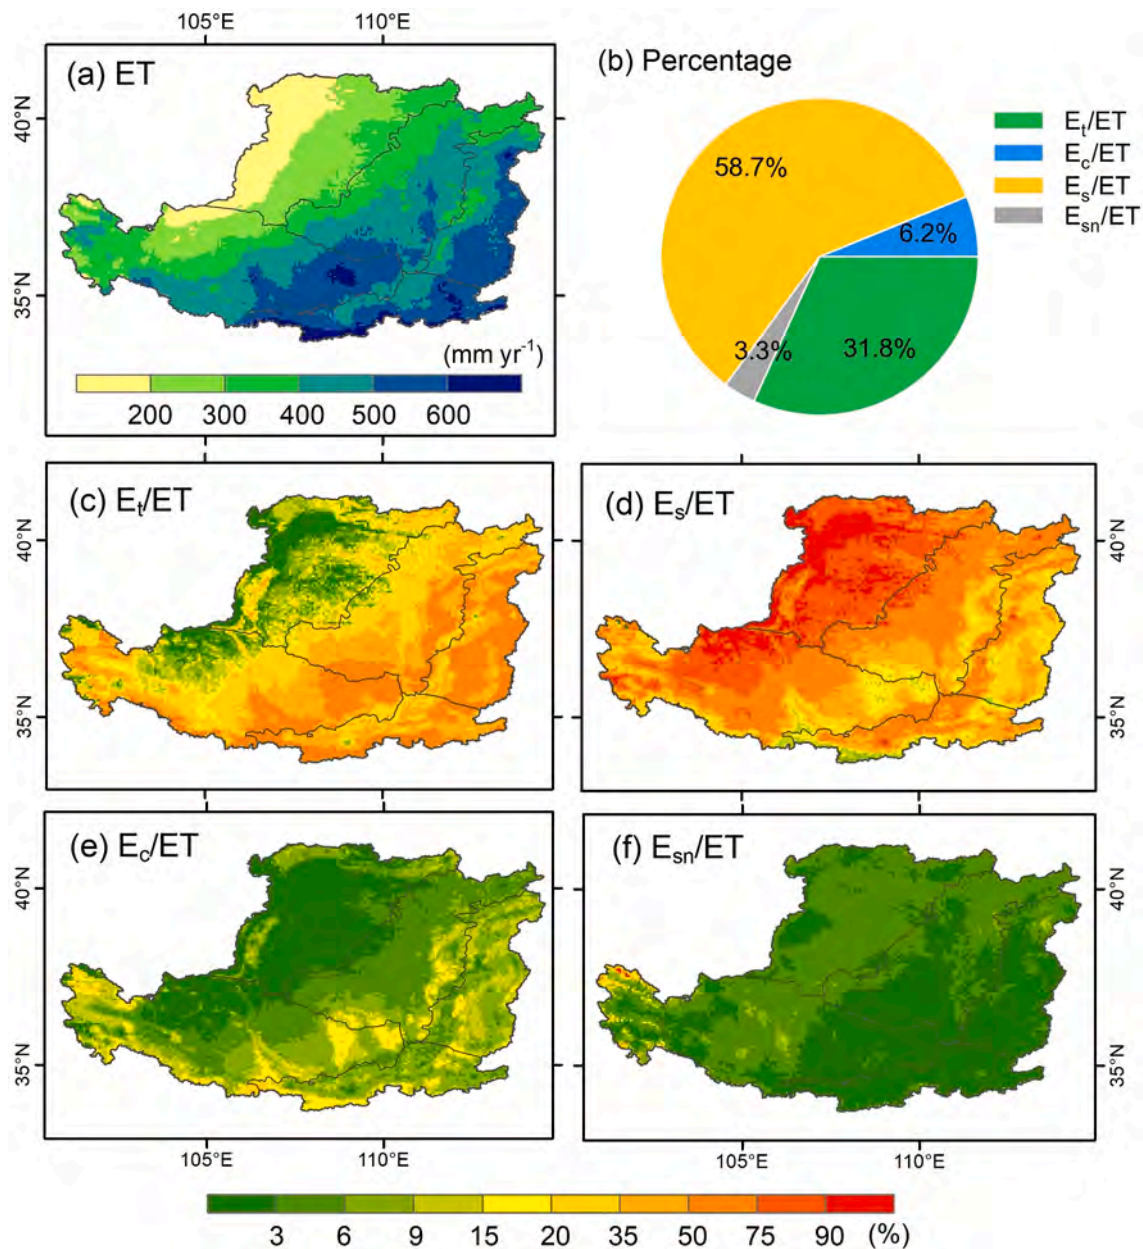 105°E 110°E
(a) ET
40°N
35°N
(mm yr⁻¹)
200 300 400 500 600
(b) Percentage
58.7%
6.2%
3.3%
31.8%
Eₜ/ET
E꜀/ET
Eₛ/ET
Eₛₙ/ET
(c) Eₜ/ET
40°N
35°N
(d) Eₛ/ET
40°N
35°N
(e) E꜀/ET
40°N
35°N
105°E 110°E
(f) Eₛₙ/ET
40°N
35°N
105°E 110°E
3 6 9 15 20 35 50 75 90 (%)